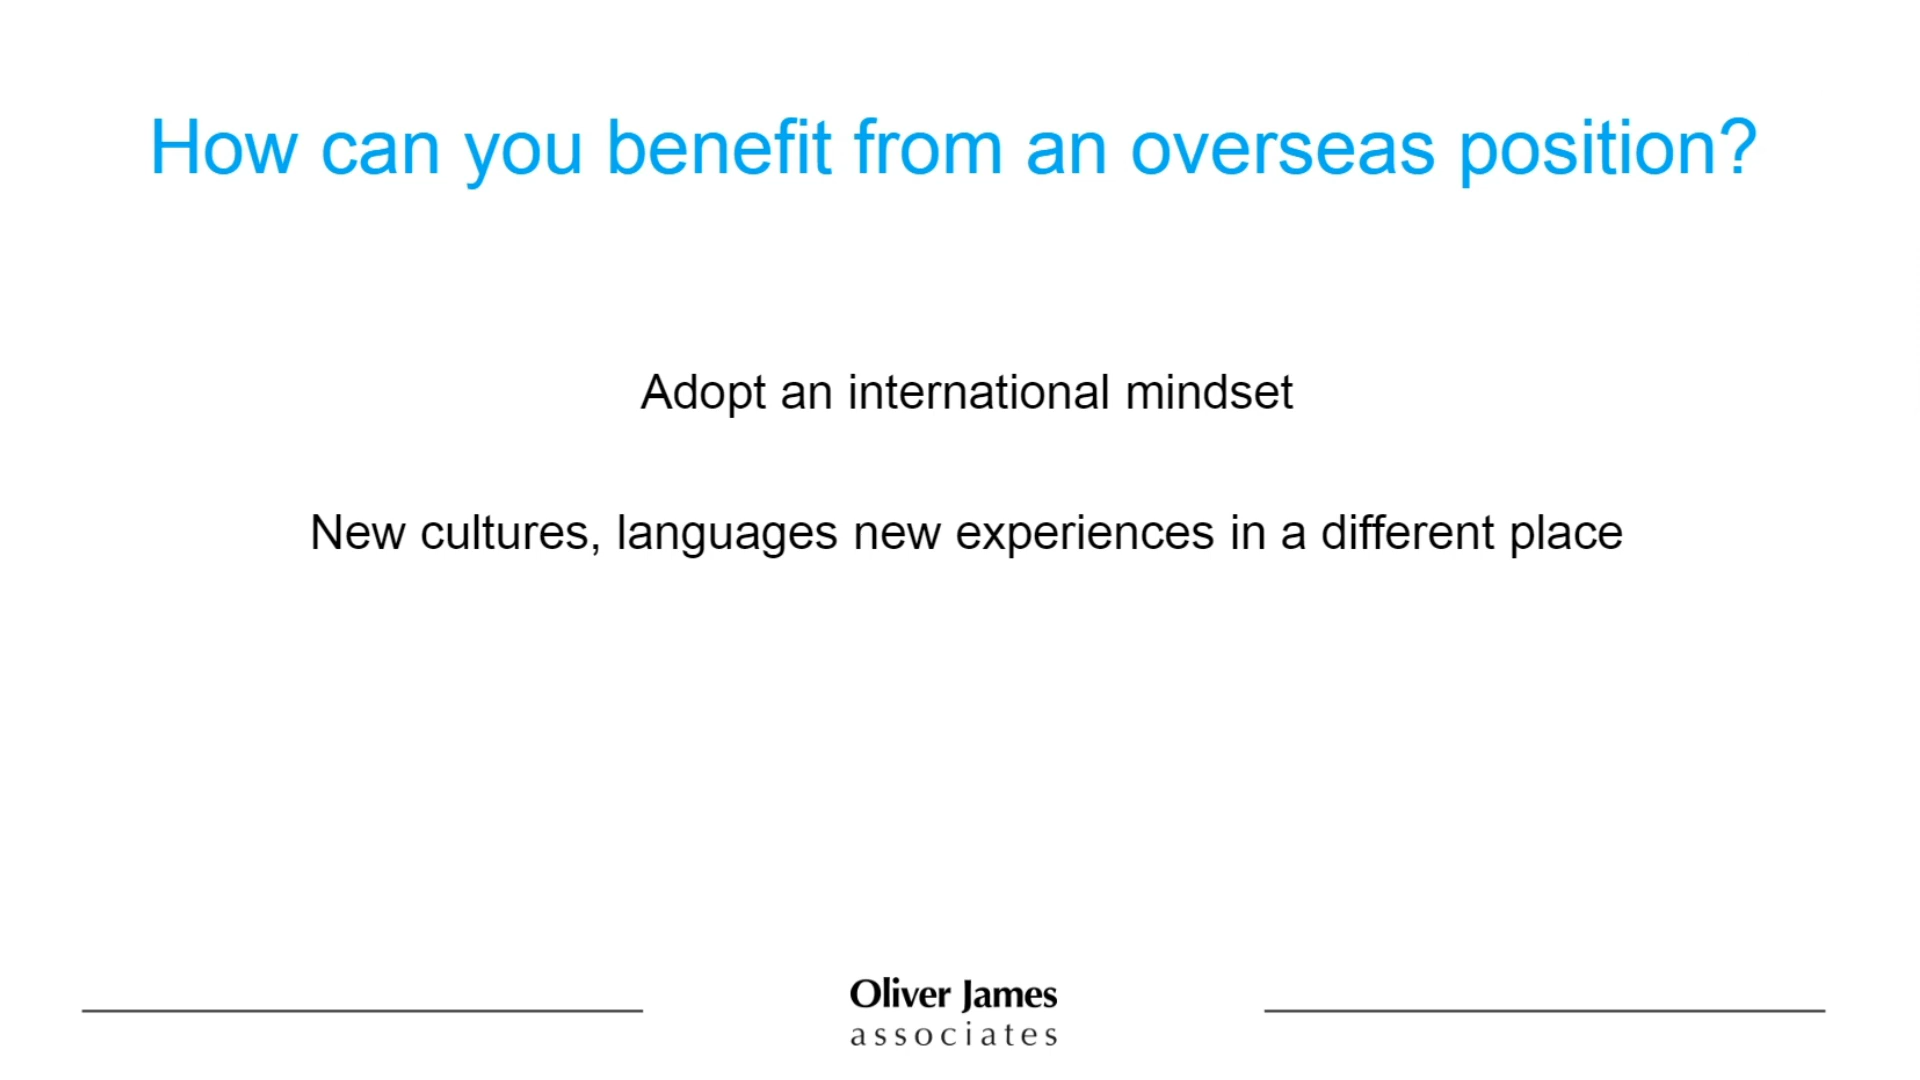 How can you benefit from an overseas position?
Adopt an international mindset
New cultures, languages new experiences in a different place
Oliver James
associates